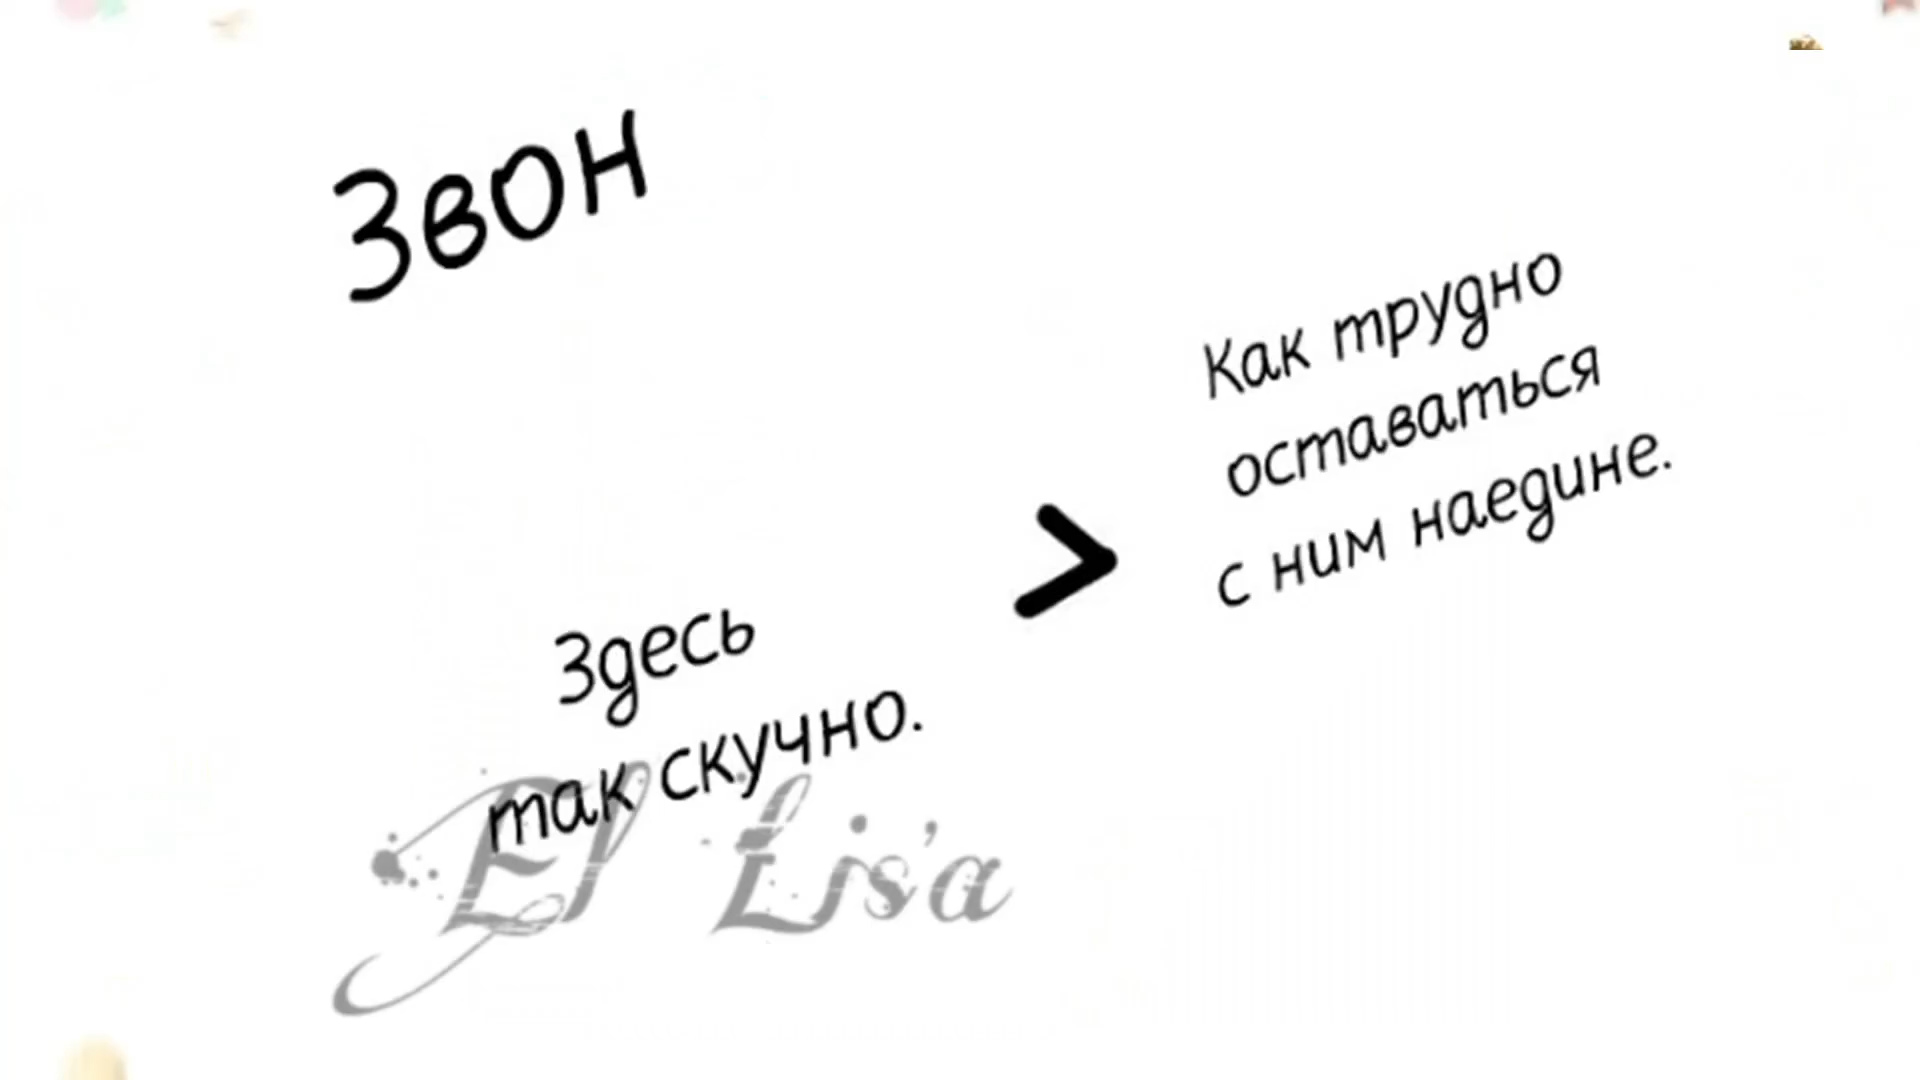 Звон
Здесь
так скучно.
>
Как трудно
оставаться
с ним наедине.
El Lis'a